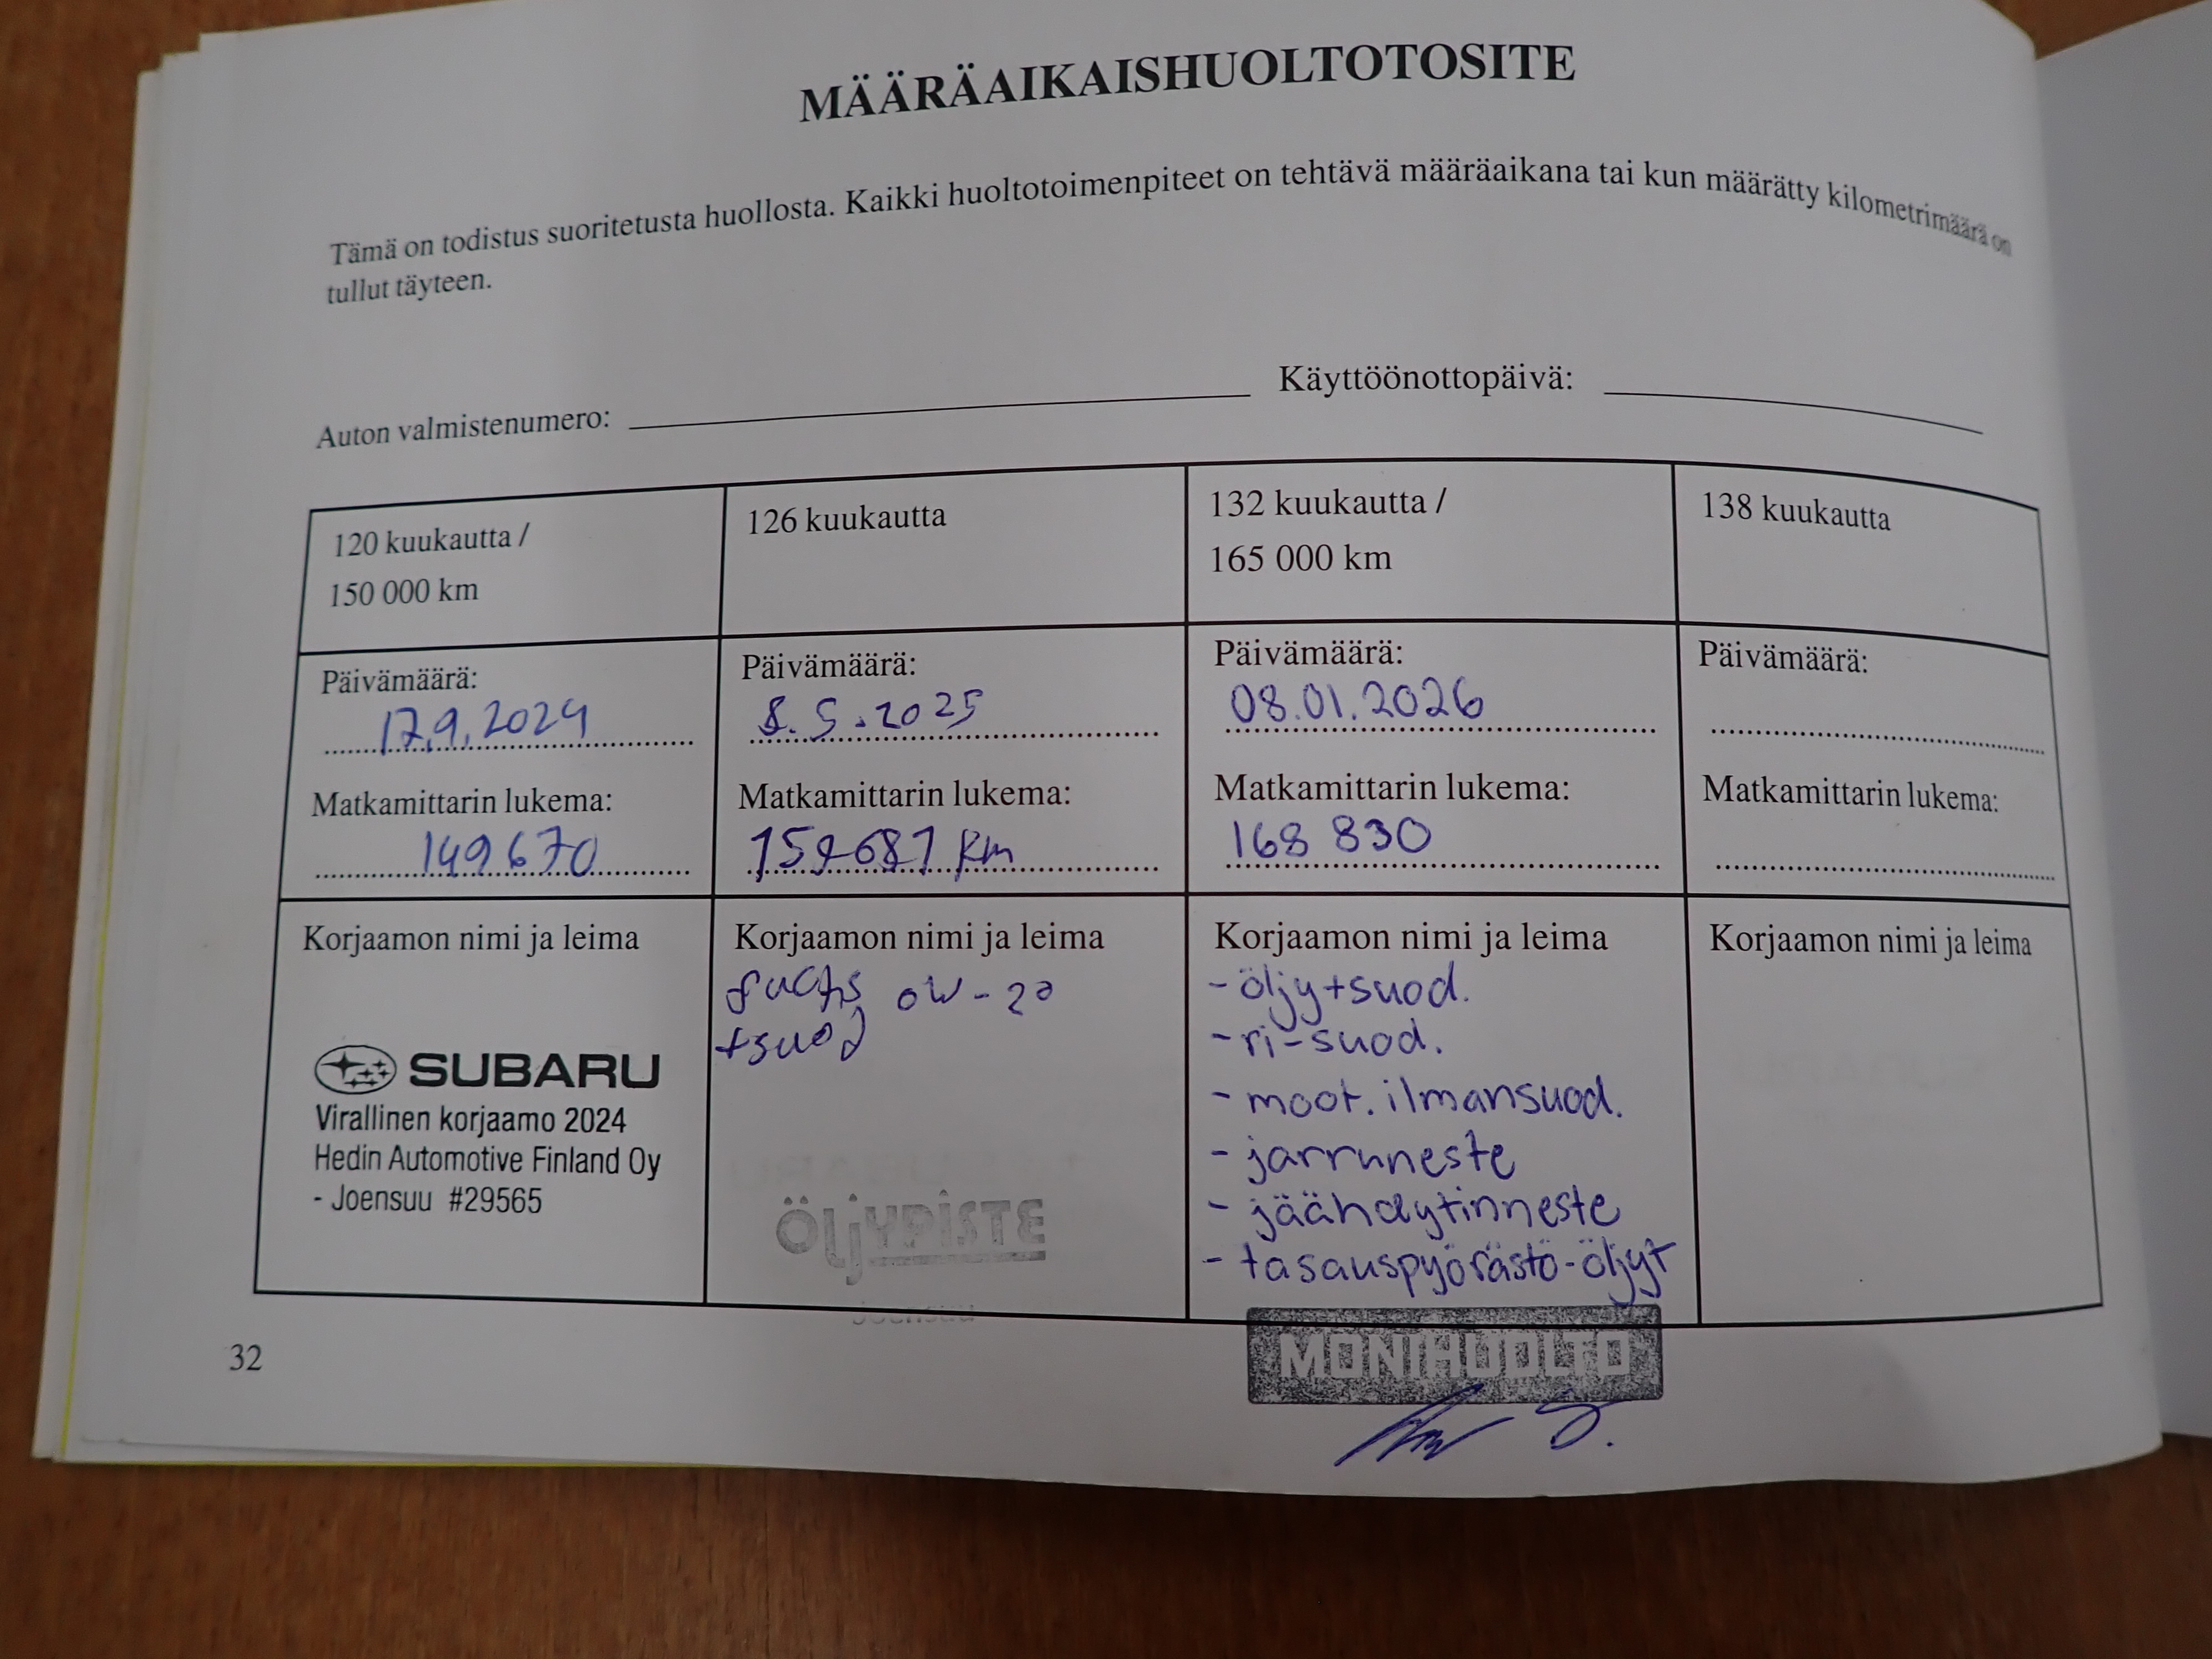 MÄÄRÄAIKAISHUOLTOTOSITE
Tämä on todistus suoritetusta huollosta. Kaikki huoltotoimenpiteet on tehtävä määräaikana tai kun määrätty kilometrimäärä on
tullut täyteen.
Auton valmistenumero:
Käyttöönottopäivä:
120 kuukautta /
150 000 km
Päivämäärä:
17.9.2024
Matkamittarin lukema:
149 670
Korjaamon nimi ja leima
SUBARU
Virallinen korjaamo 2024
Hedin Automotive Finland Oy
- Joensuu #29565
126 kuukautta
Päivämäärä:
8.5.2025
Matkamittarin lukema:
159681 km
Korjaamon nimi ja leima
fuchs 0W-20
+suod
ÖLJYPISTE
Joensuu
132 kuukautta /
165 000 km
Päivämäärä:
08.01.2026
Matkamittarin lukema:
168 830
Korjaamon nimi ja leima
- öljy+suod.
- ri-suod.
- moot. ilmansuod.
- jarruneste
- jäähdytinneste
- tasauspyörästö-öljyt
MONIHUOLTO
138 kuukautta
Päivämäärä:
Matkamittarin lukema:
Korjaamon nimi ja leima
32